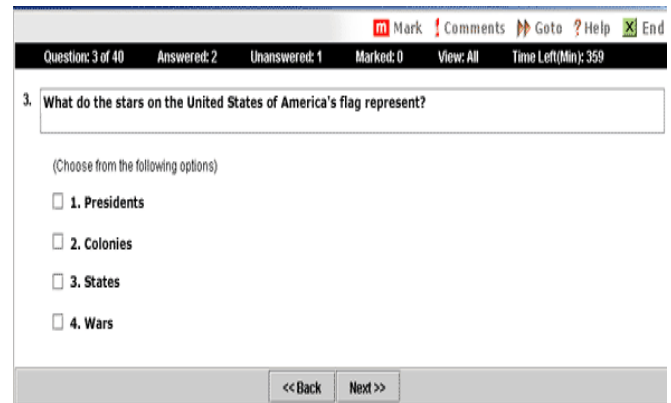 m Mark ! Comments Goto ? Help X End
Question: 3 of 40 Answered: 2 Unanswered: 1 Marked: 0 View: All Time Left(Min): 359
3. What do the stars on the United States of America's flag represent?
(Choose from the following options)
1. Presidents
2. Colonies
3. States
4. Wars
<< Back Next >>